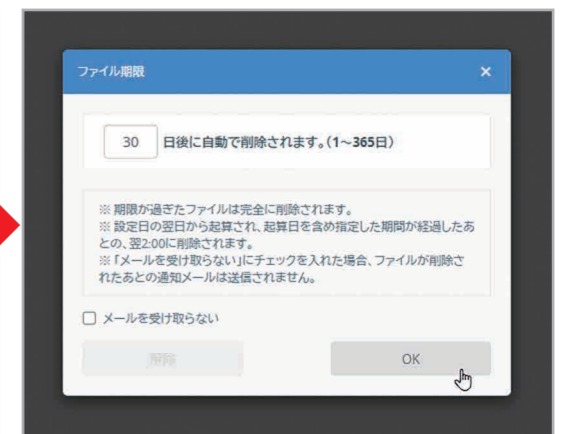 ファイル期限 ×
30 日後に自動で削除されます。（1～365日）
※ 期限が過ぎたファイルは完全に削除されます。
※ 設定日の翌日から起算され、起算日を含め指定した期間が経過したあ
との、翌2:00に削除されます。
※「メールを受け取らない」にチェックを入れた場合、ファイルが削除さ
れたあとの通知メールは送信されません。
メールを受け取らない
解除 OK